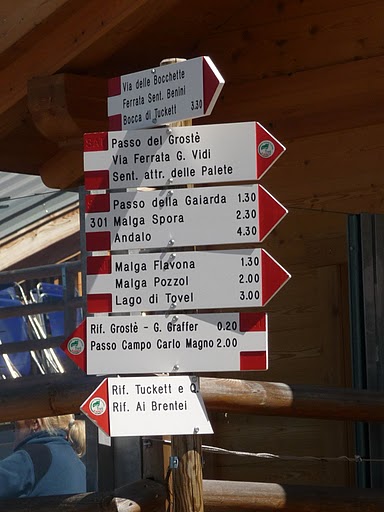 Via delle Bocchette
Ferrata Sent. Benini
Bocca di Tuckett 3.30
Passo del Grostè
Via Ferrata G. Vidi
Sent. attr. delle Palete
Passo della Gaiarda 1.30
301 Malga Spora 2.30
Andalo 4.30
Malga Flavona 1.30
Malga Pozzol 2.00
Lago di Tovel 3.00
Rif. Grostè - G. Graffer 0.20
Passo Campo Carlo Magno 2.00
Rif. Tuckett e Q
Rif. Ai Brentei